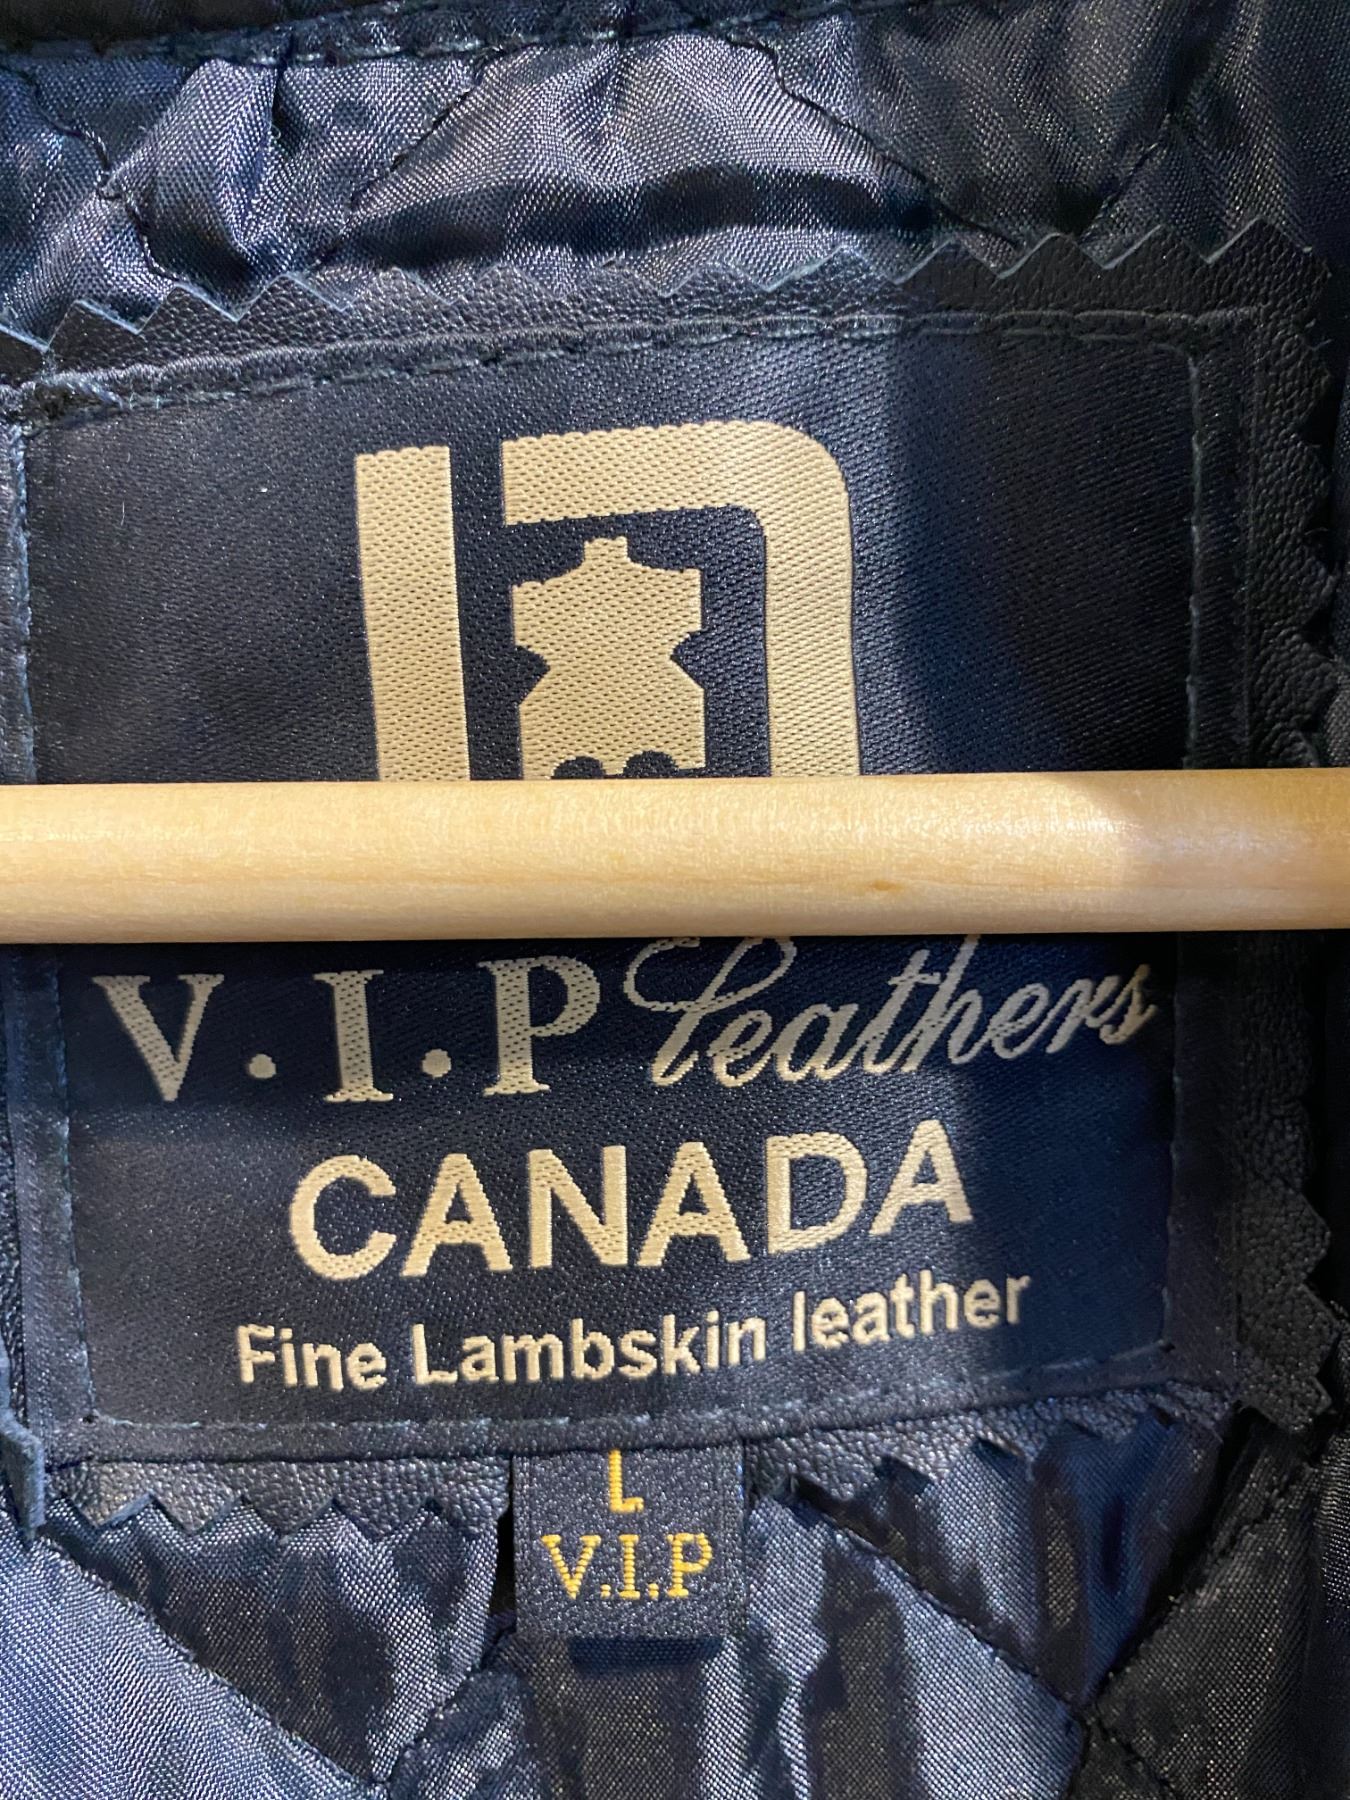 V.I.P Leathers
CANADA
Fine Lambskin leather
L
V.I.P